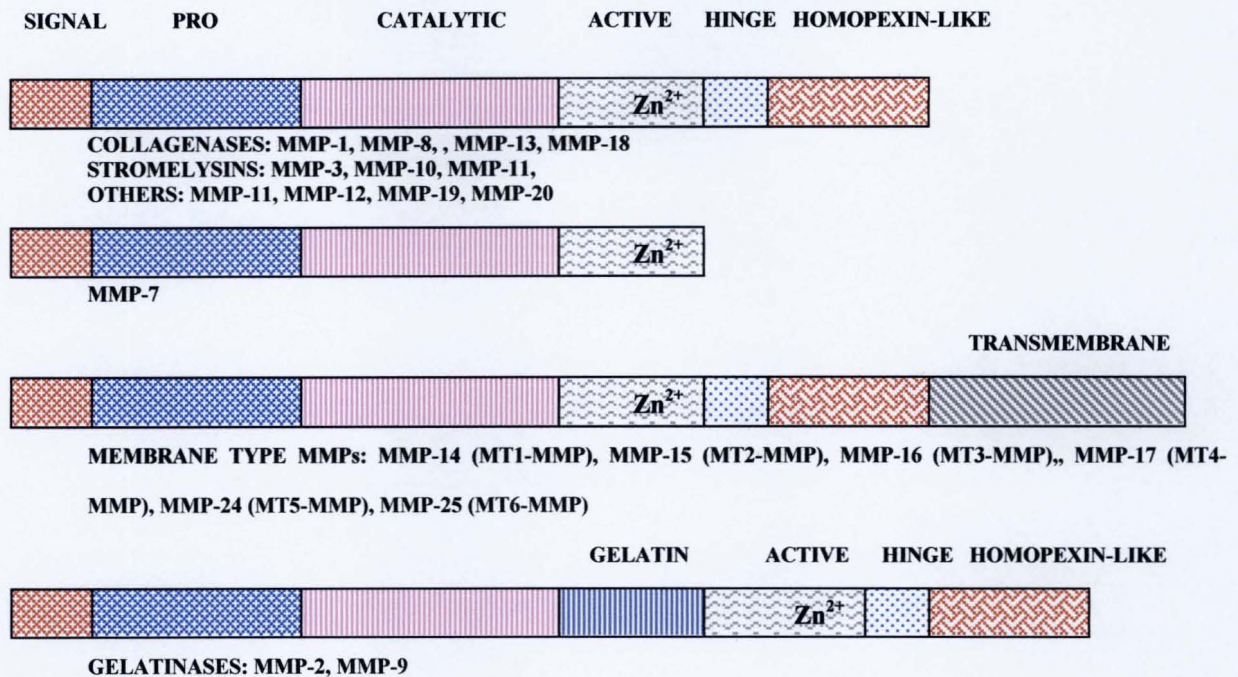 SIGNAL PRO CATALYTIC ACTIVE HINGE HOMOPEXIN-LIKE
Zn2+
COLLAGENASES: MMP-1, MMP-8, , MMP-13, MMP-18
STROMELYSINS: MMP-3, MMP-10, MMP-11,
OTHERS: MMP-11, MMP-12, MMP-19, MMP-20
Zn2+
MMP-7
TRANSMEMBRANE
Zn2+
MEMBRANE TYPE MMPs: MMP-14 (MT1-MMP), MMP-15 (MT2-MMP), MMP-16 (MT3-MMP),, MMP-17 (MT4-
MMP), MMP-24 (MT5-MMP), MMP-25 (MT6-MMP)
GELATIN ACTIVE HINGE HOMOPEXIN-LIKE
Zn2+
GELATINASES: MMP-2, MMP-9